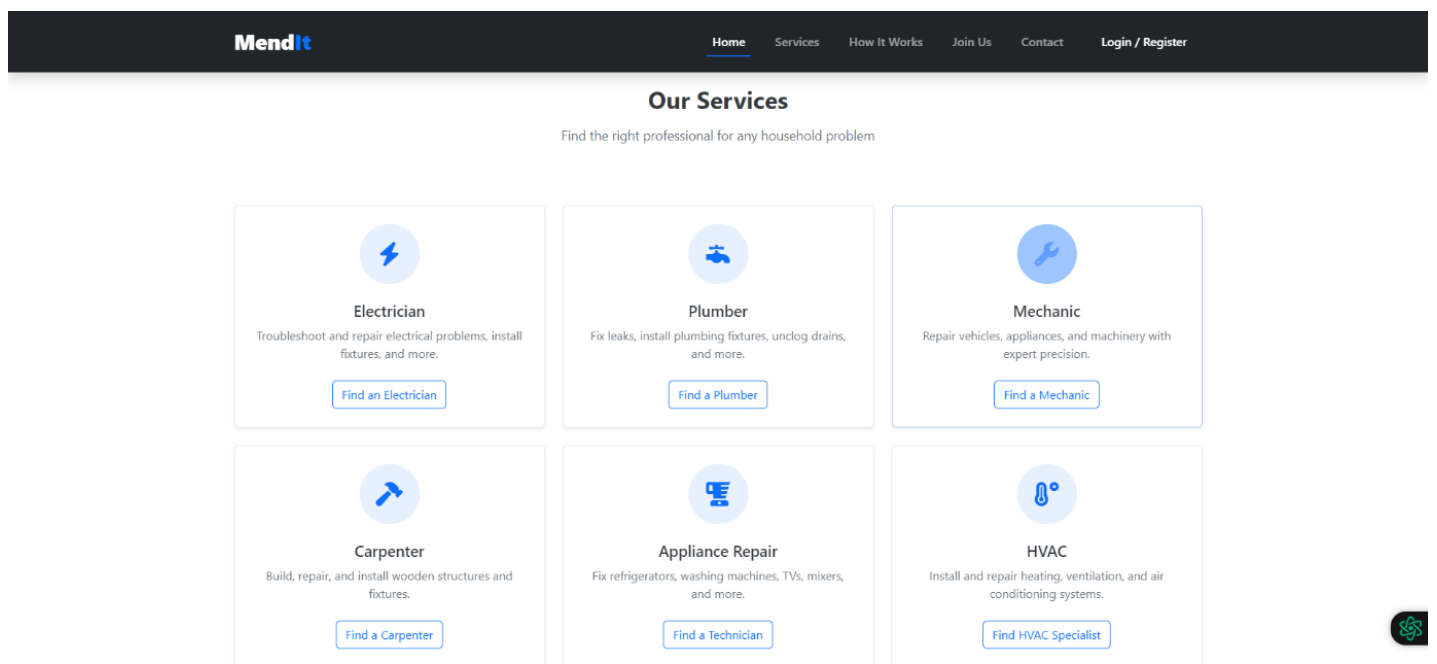 MendIt
Home Services How It Works Join Us Contact Login / Register
Our Services
Find the right professional for any household problem
Electrician
Troubleshoot and repair electrical problems, install
fixtures, and more.
Find an Electrician
Plumber
Fix leaks, install plumbing fixtures, unclog drains,
and more.
Find a Plumber
Mechanic
Repair vehicles, appliances, and machinery with
expert precision.
Find a Mechanic
Carpenter
Build, repair, and install wooden structures and
fixtures.
Find a Carpenter
Appliance Repair
Fix refrigerators, washing machines, TVs, mixers,
and more.
Find a Technician
HVAC
Install and repair heating, ventilation, and air
conditioning systems.
Find HVAC Specialist